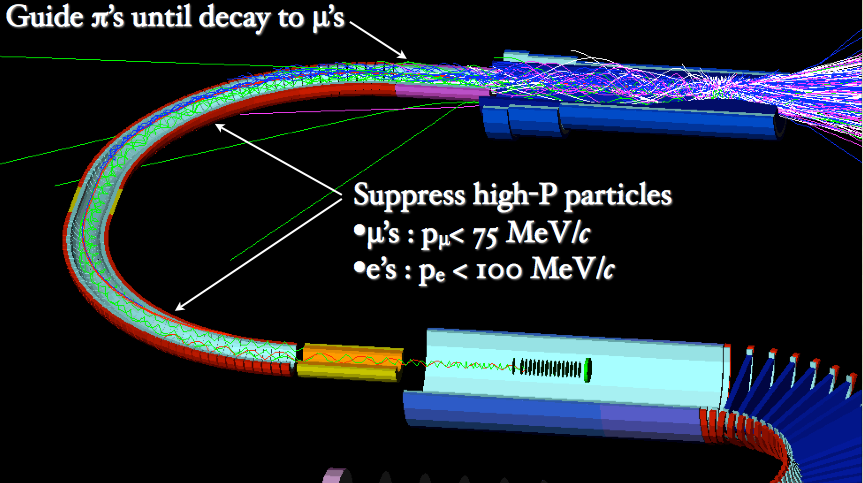 Guide π's until decay to μ's
Suppress high-P particles
•μ's : pμ< 75 MeV/c
•e's : pe < 100 MeV/c